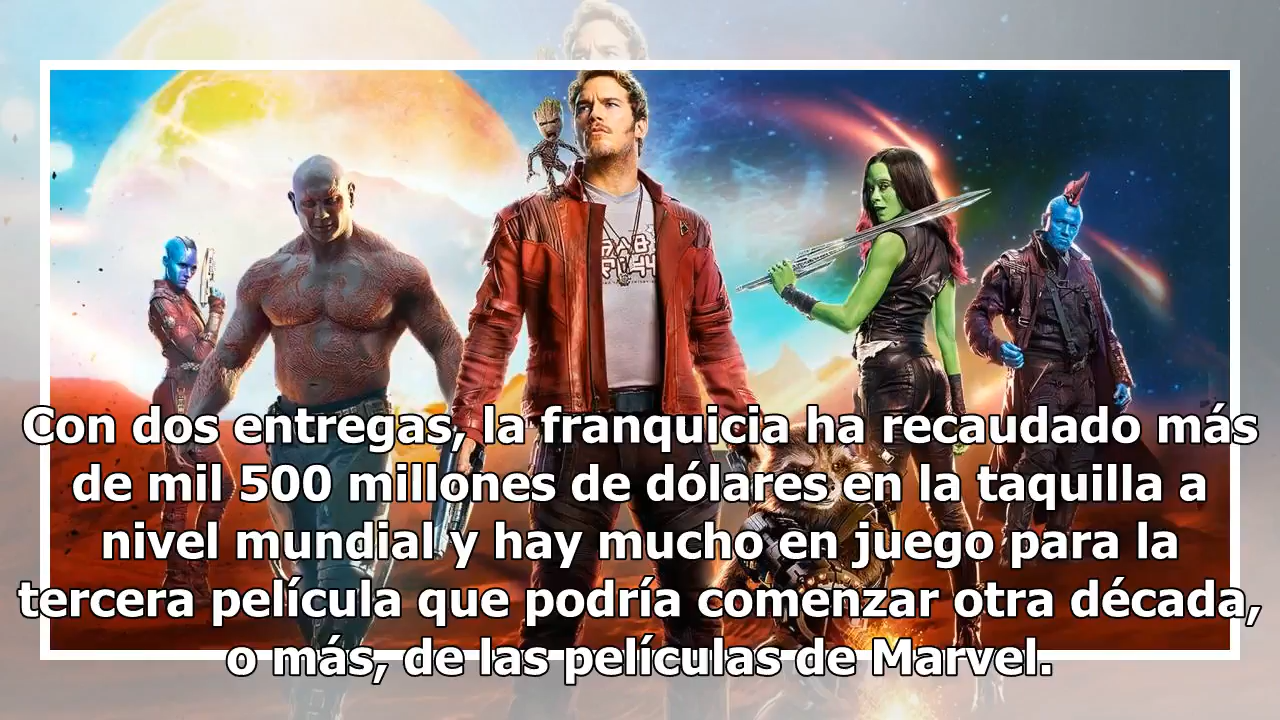 Con dos entregas, la franquicia ha recaudado más
de mil 500 millones de dólares en la taquilla a
nivel mundial y hay mucho en juego para la
tercera película que podría comenzar otra década,
o más, de las películas de Marvel.